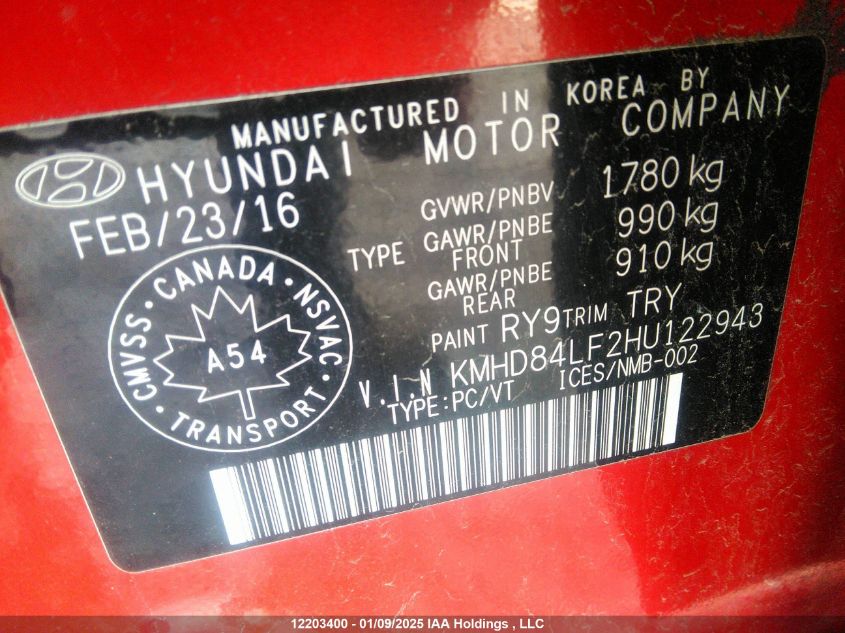 MANUFACTURED IN KOREA BY
HYUNDAI MOTOR COMPANY
FEB/23/16
GVWR/PNBV 1780 kg
TYPE GAWR/PNBE FRONT 990 kg
GAWR/PNBE REAR 910 kg
PAINT RY9 TRIM TRY
V.I.N KMHD84LF2HU122943
TYPE:PC/VT ICES/NMB-002
CMVSS · CANADA · NSVAC
A54
· TRANSPORT ·
12203400 - 01/09/2025 IAA Holdings , LLC